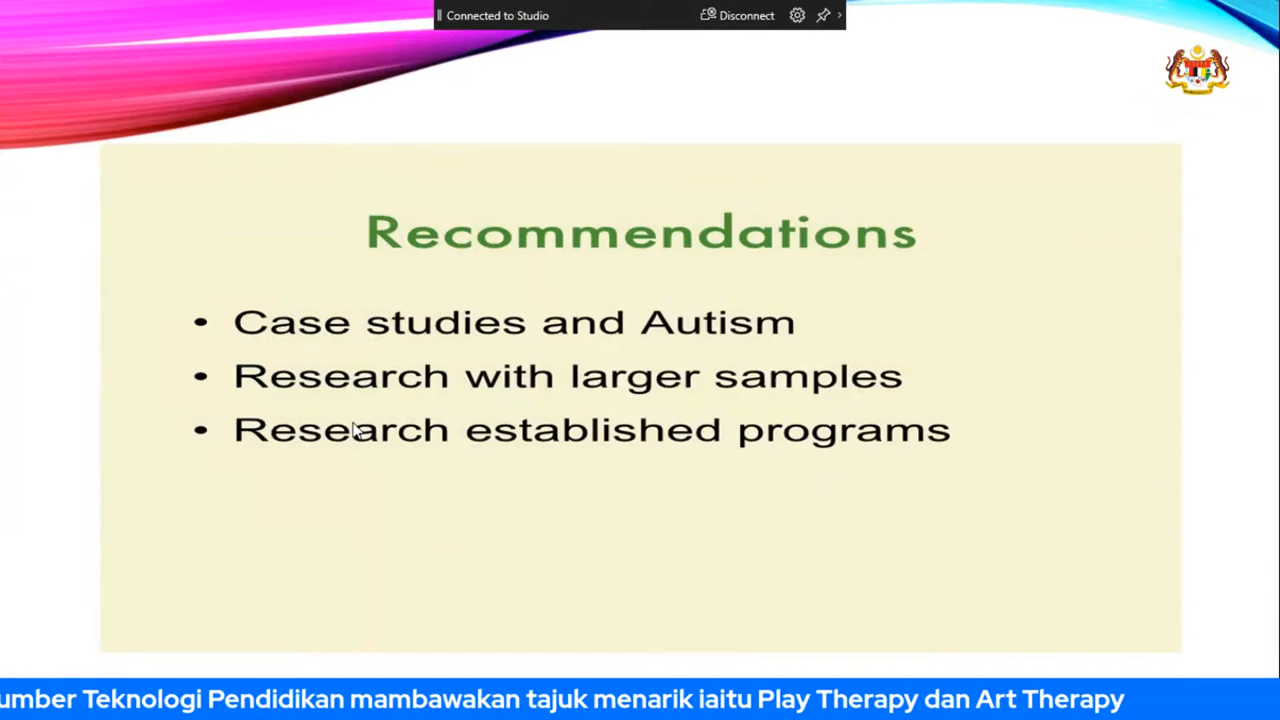 Connected to Studio
Disconnect
Recommendations
• Case studies and Autism
• Research with larger samples
• Research established programs
Teknologi Pendidikan mambawakan tajuk menarik iaitu Play Therapy dan Art Therapy